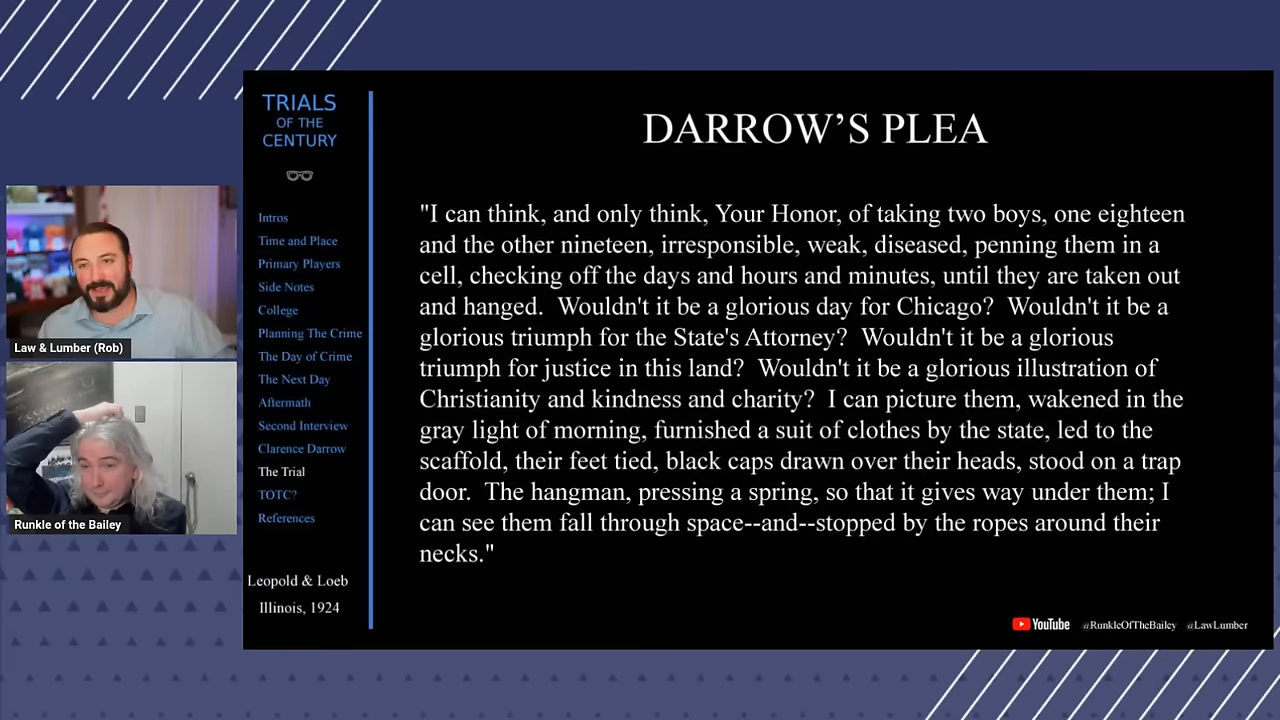 TRIALS
OF THE
CENTURY
Intros
Time and Place
Primary Players
Side Notes
College
Planning The Crime
The Day of Crime
The Next Day
Aftermath
Second Interview
Clarence Darrow
The Trial
TOTC?
References
Leopold & Loeb
Illinois, 1924
DARROW'S PLEA
"I can think, and only think, Your Honor, of taking two boys, one eighteen
and the other nineteen, irresponsible, weak, diseased, penning them in a
cell, checking off the days and hours and minutes, until they are taken out
and hanged.  Wouldn't it be a glorious day for Chicago?  Wouldn't it be a
glorious triumph for the State's Attorney?  Wouldn't it be a glorious
triumph for justice in this land?  Wouldn't it be a glorious illustration of
Christianity and kindness and charity?  I can picture them, wakened in the
gray light of morning, furnished a suit of clothes by the state, led to the
scaffold, their feet tied, black caps drawn over their heads, stood on a trap
door.  The hangman, pressing a spring, so that it gives way under them; I
can see them fall through space--and--stopped by the ropes around their
necks."
YouTube @RunkleOfTheBailey @LawLumber
Law & Lumber (Rob)
Runkle of the Bailey